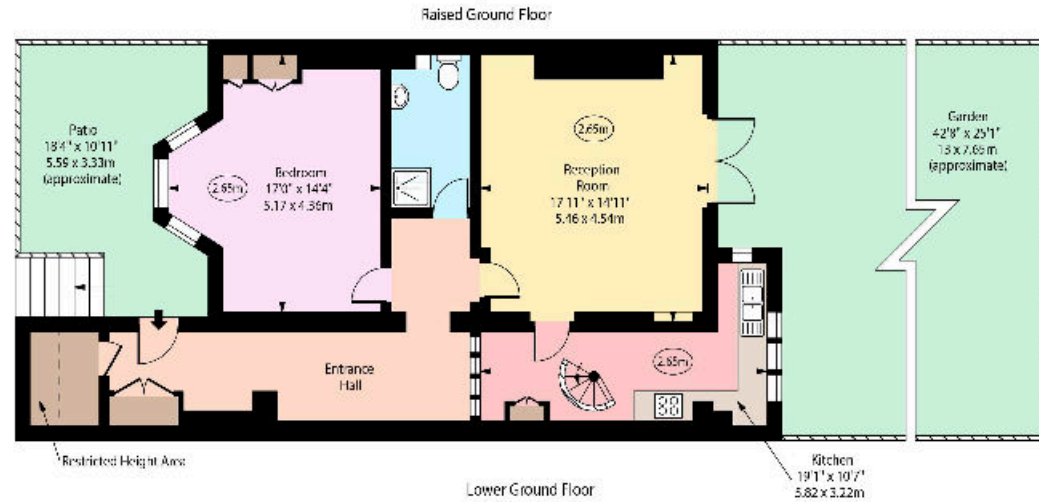 Raised Ground Floor
Patio
18'4" x 10'11"
5.59 x 3.33m
(approximate)
2.65m
Bedroom
17'0" x 14'4"
5.17 x 4.36m
2.65m
Reception
Room
17'11" x 14'11"
5.46 x 4.54m
Garden
42'8" x 25'1"
13 x 7.65m
(approximate)
Entrance
Hall
2.65m
Restricted Height Area
Kitchen
19'1" x 10'7"
5.82 x 3.22m
Lower Ground Floor